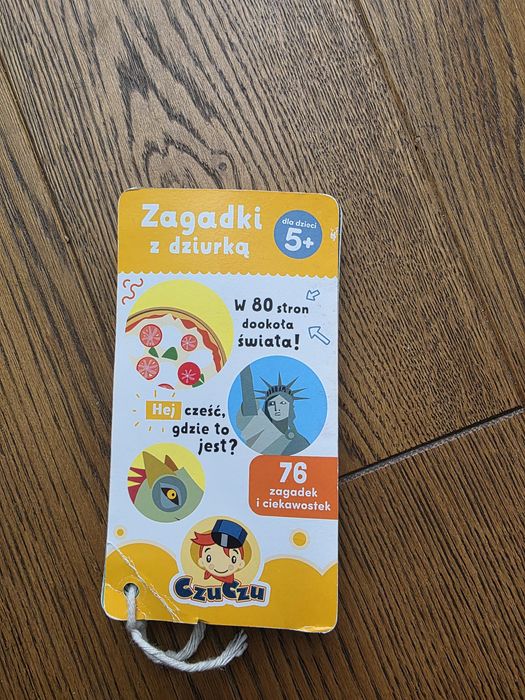 Zagadki
z dziurką
dla dzieci
5+
W 80 stron
dookoła
świata!
Hej cześć,
gdzie to
jest?
76
zagadek
i ciekawostek
CzuCzu